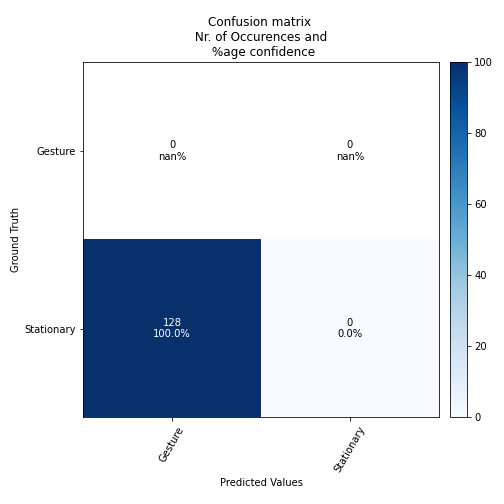 Confusion matrix
Nr. of Occurences and
%age confidence
Ground Truth
Gesture
Stationary
0
nan%
0
nan%
128
100.0%
0
0.0%
Gesture
Stationary
Predicted Values
100
80
60
40
20
0